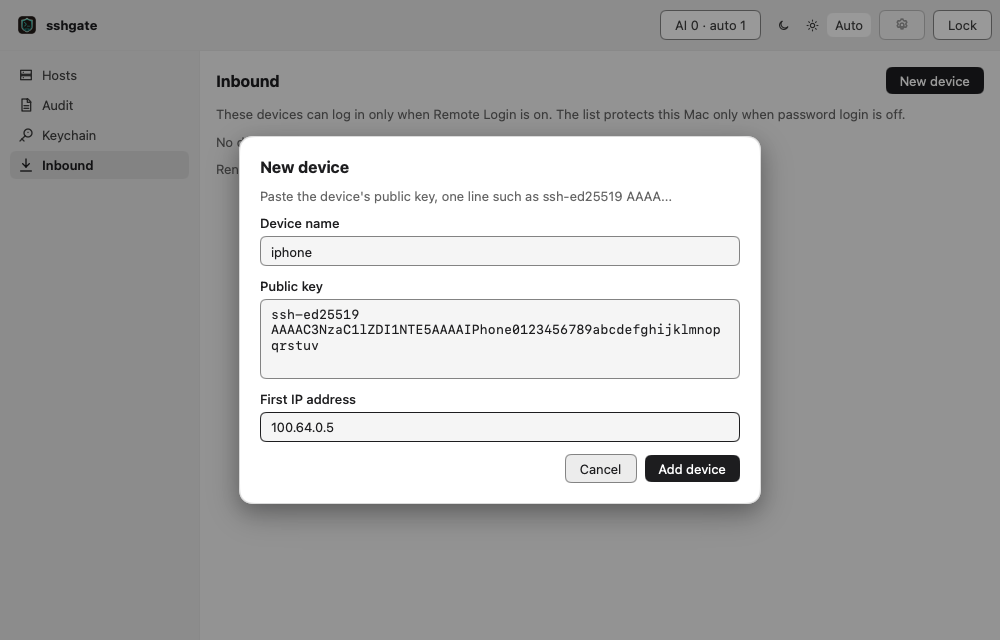 sshgate
AI 0 · auto 1
Auto
Lock
Hosts
Audit
Keychain
Inbound
Inbound
New device
These devices can log in only when Remote Login is on. The list protects this Mac only when password login is off.
No
Ren
New device
Paste the device's public key, one line such as ssh-ed25519 AAAA...
Device name
iphone
Public key
ssh-ed25519
AAAAC3NzaC1lZDI1NTE5AAAAIPhone0123456789abcdefghijklmnop
qrstuv
First IP address
100.64.0.5
Cancel
Add device